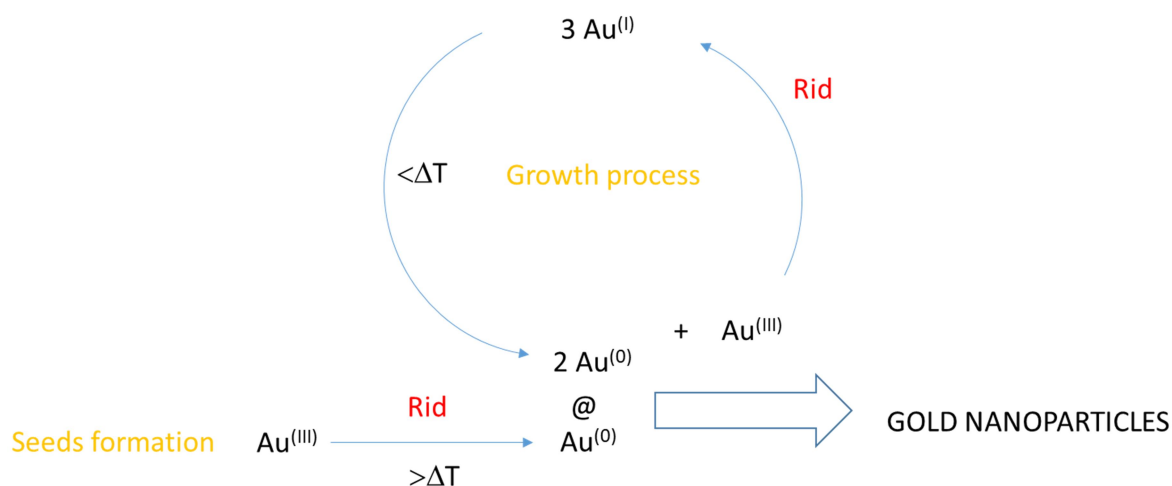 3 Au(I)
Rid
<ΔT
Growth process
+ Au(III)
2 Au(0)
Rid
@
GOLD NANOPARTICLES
Seeds formation
Au(III)
Au(0)
>ΔT